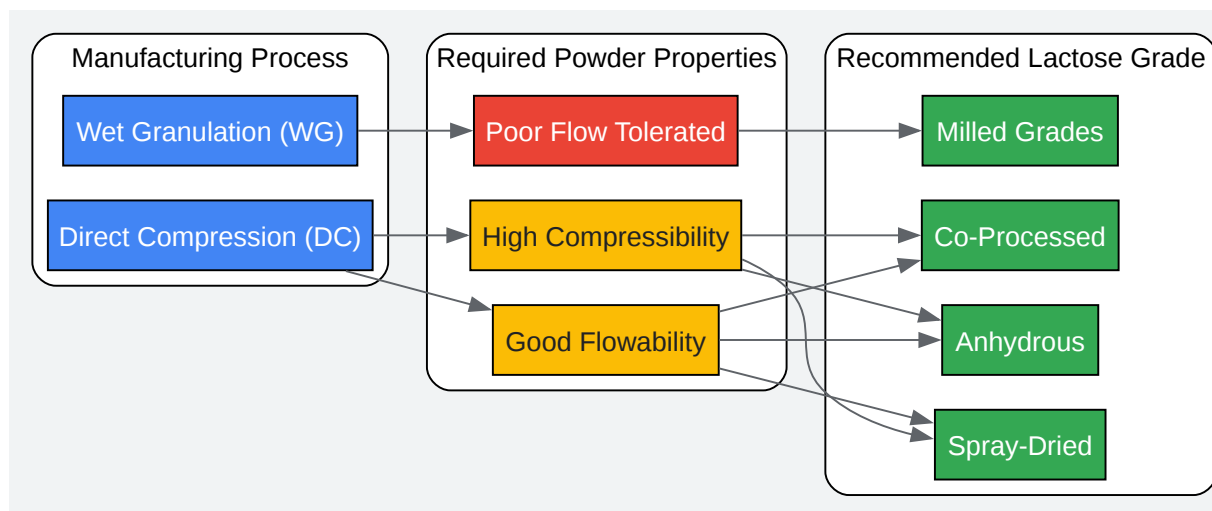 Manufacturing Process
Wet Granulation (WG)
Direct Compression (DC)
Required Powder Properties
Poor Flow Tolerated
High Compressibility
Good Flowability
Recommended Lactose Grade
Milled Grades
Co-Processed
Anhydrous
Spray-Dried